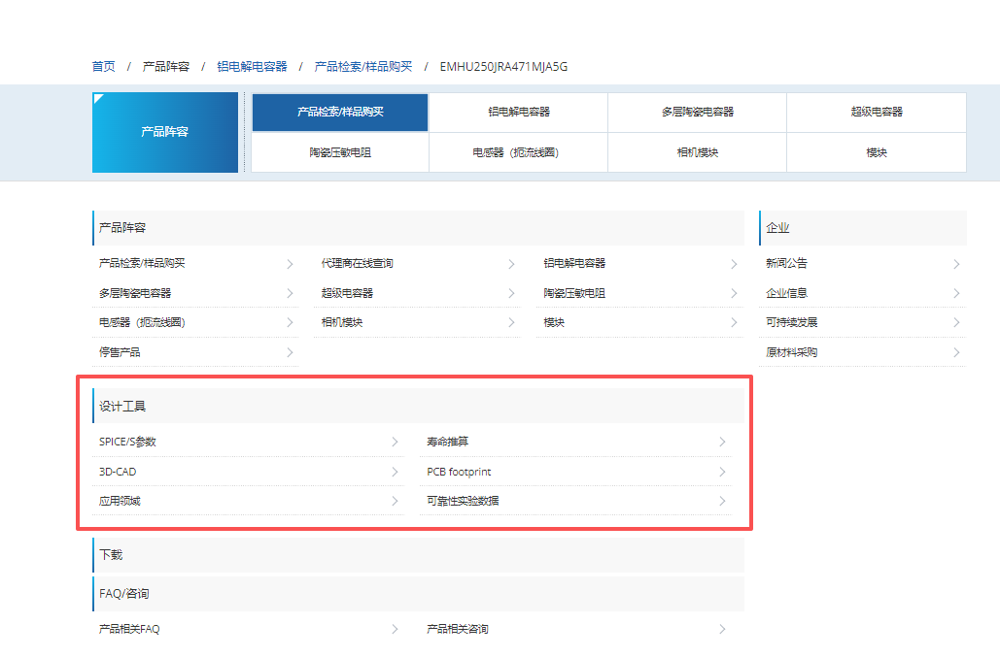 首页 / 产品阵容 / 铝电解电容器 / 产品检索/样品购买 / EMHU250JRA471MJA5G
产品阵容
产品检索/样品购买 铝电解电容器 多层陶瓷电容器 超级电容器
陶瓷压敏电阻 电感器（扼流线圈） 相机模块 模块
产品阵容
产品检索/样品购买 代理商在线查询 铝电解电容器
多层陶瓷电容器 超级电容器 陶瓷压敏电阻
电感器（扼流线圈） 相机模块 模块
停售产品
企业
新闻公告
企业信息
可持续发展
原材料采购
设计工具
SPICE/S参数 寿命推算
3D-CAD PCB footprint
应用领域 可靠性实验数据
下载
FAQ/咨询
产品相关FAQ 产品相关咨询